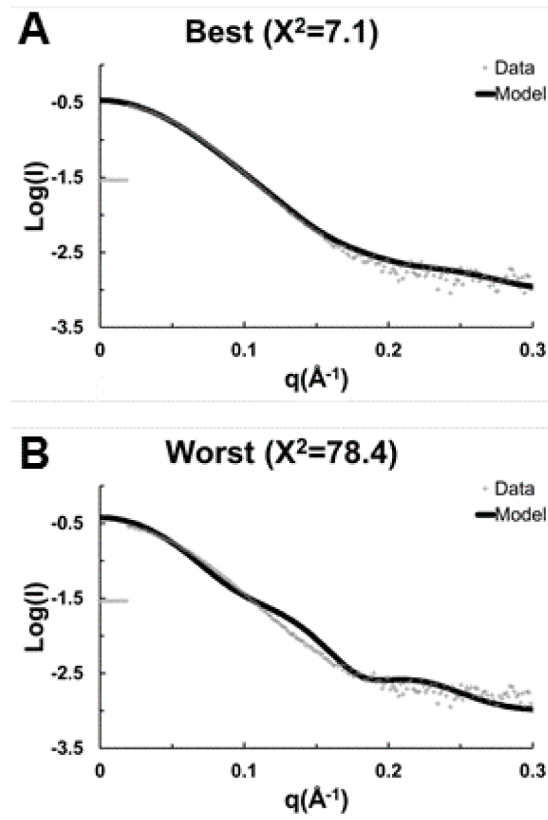 A
Best (X²=7.1)
Data
Model
-0.5
-1.5
-2.5
-3.5
Log(I)
0
0.1
0.2
0.3
q(Å⁻¹)
B
Worst (X²=78.4)
Data
Model
-0.5
-1.5
-2.5
-3.5
Log(I)
0
0.1
0.2
0.3
q(Å⁻¹)